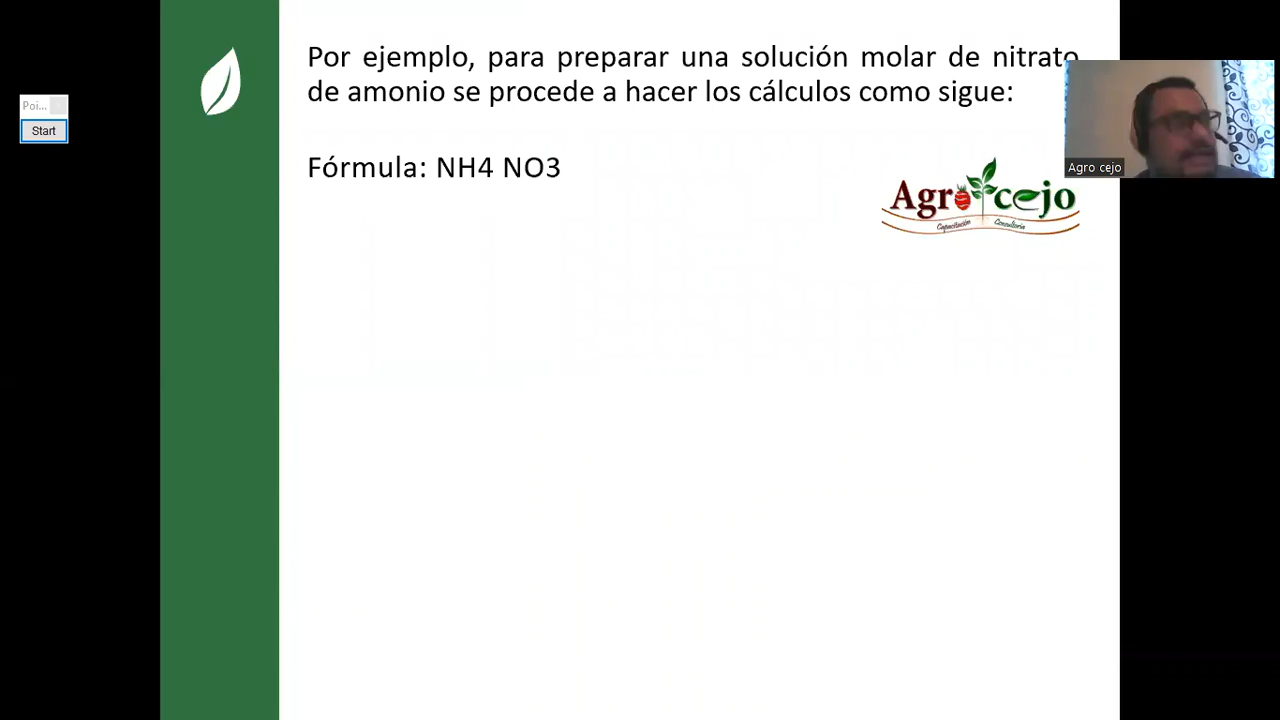 Por ejemplo, para preparar una solución molar de nitrato
de amonio se procede a hacer los cálculos como sigue:
Poi...
Start
Fórmula: NH4 NO3
Agro cejo
Agro cejo
Capacitación Consultoría